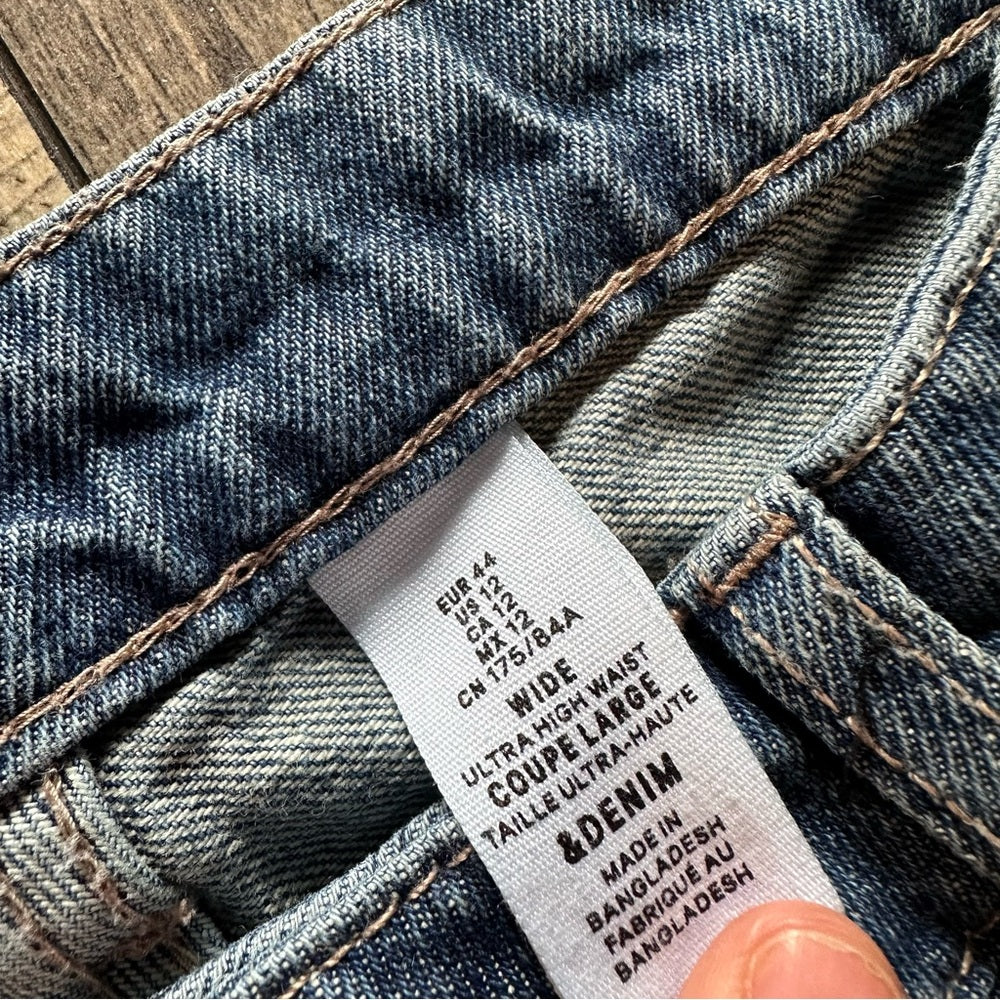 EUR 44
US 12
CA 12
MX 12
CN 175/84A
WIDE
ULTRA HIGH WAIST
COUPE LARGE
TAILLE ULTRA-HAUTE
&DENIM
MADE IN
BANGLADESH
FABRIQUÉ AU
BANGLADESH